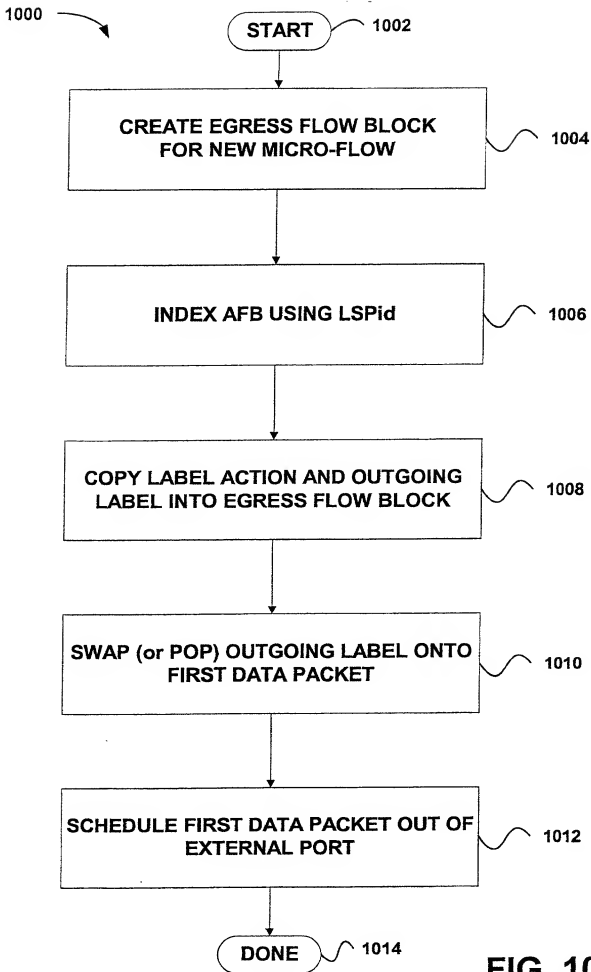 1000
START
1002
CREATE EGRESS FLOW BLOCK
FOR NEW MICRO-FLOW
1004
INDEX AFB USING LSPid
1006
COPY LABEL ACTION AND OUTGOING
LABEL INTO EGRESS FLOW BLOCK
1008
SWAP (or POP) OUTGOING LABEL ONTO
FIRST DATA PACKET
1010
SCHEDULE FIRST DATA PACKET OUT OF
EXTERNAL PORT
1012
DONE
1014
FIG. 10